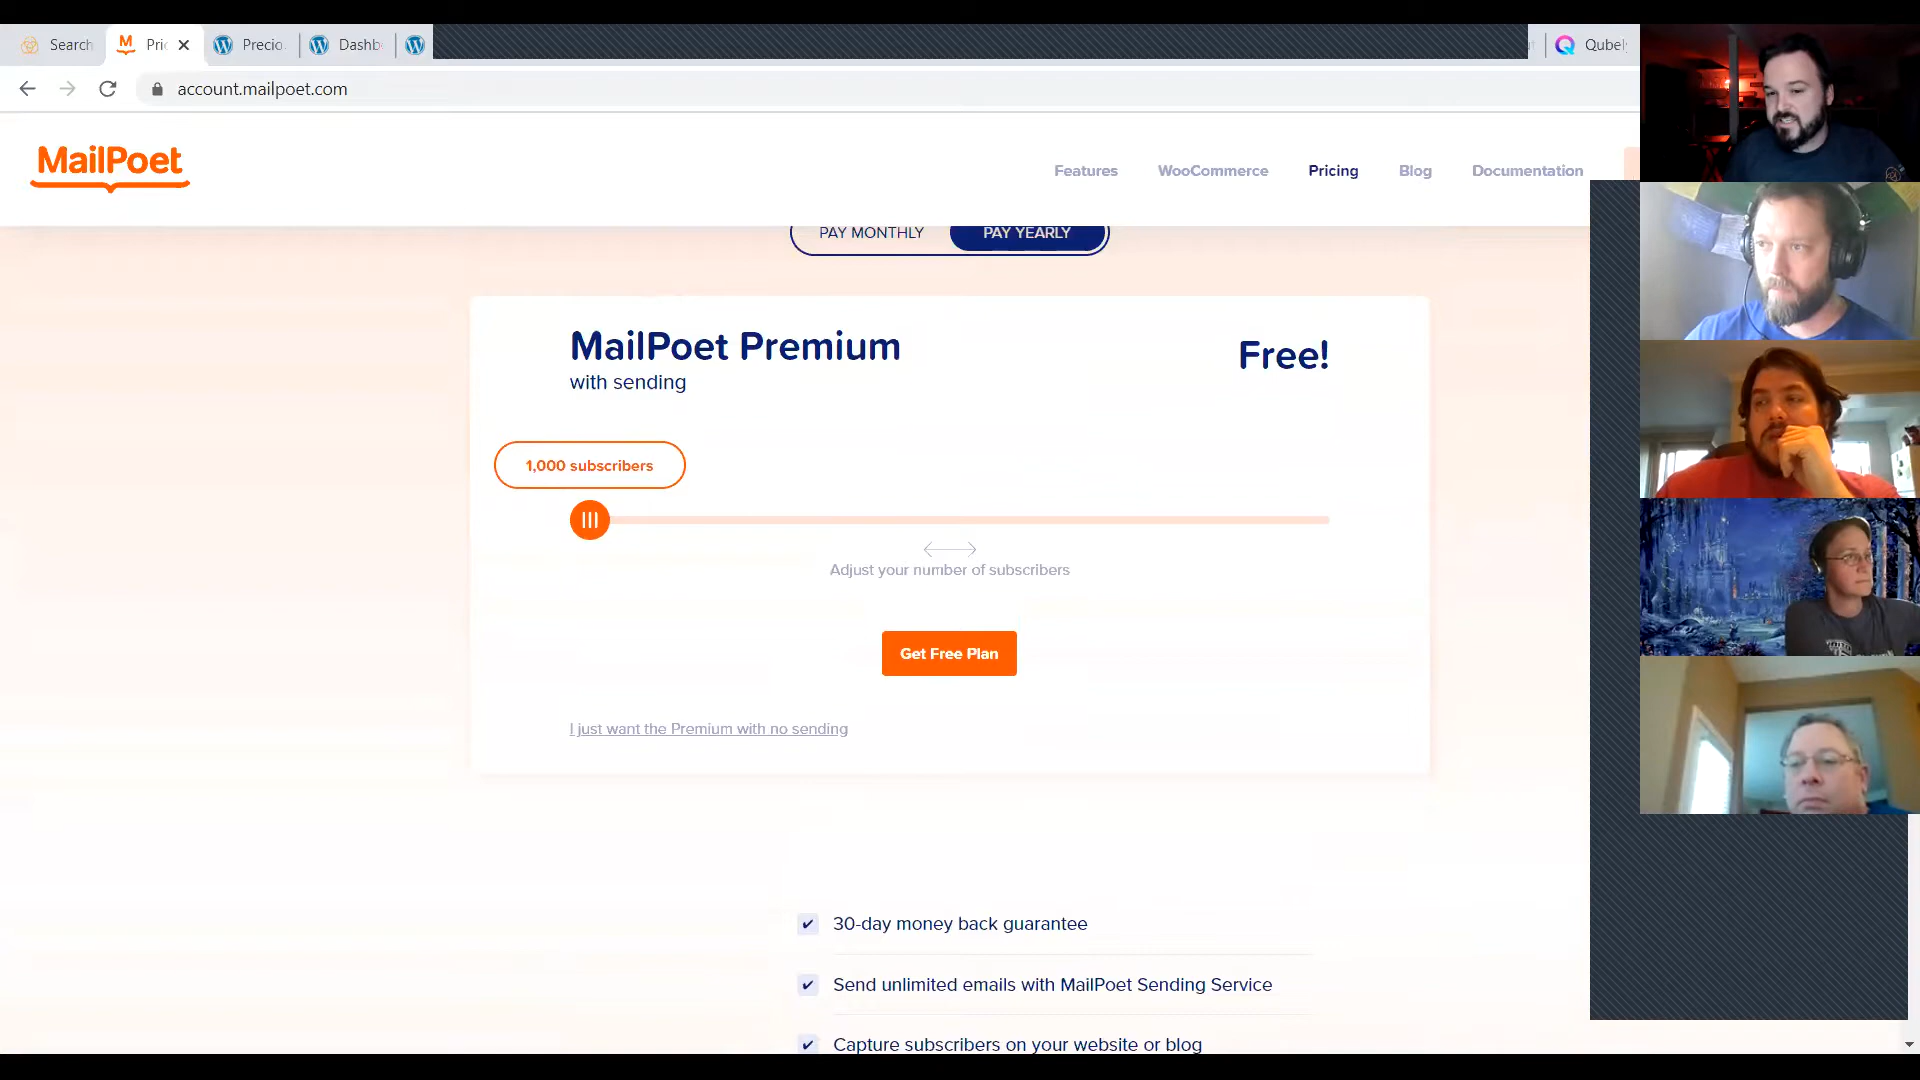 Search
Pric
Precio
Dashb
Qubel
account.mailpoet.com
MailPoet
Features
WooCommerce
Pricing
Blog
Documentation
PAY MONTHLY
PAY YEARLY
MailPoet Premium
Free!
with sending
1,000 subscribers
Adjust your number of subscribers
Get Free Plan
I just want the Premium with no sending
30-day money back guarantee
Send unlimited emails with MailPoet Sending Service
Capture subscribers on your website or blog